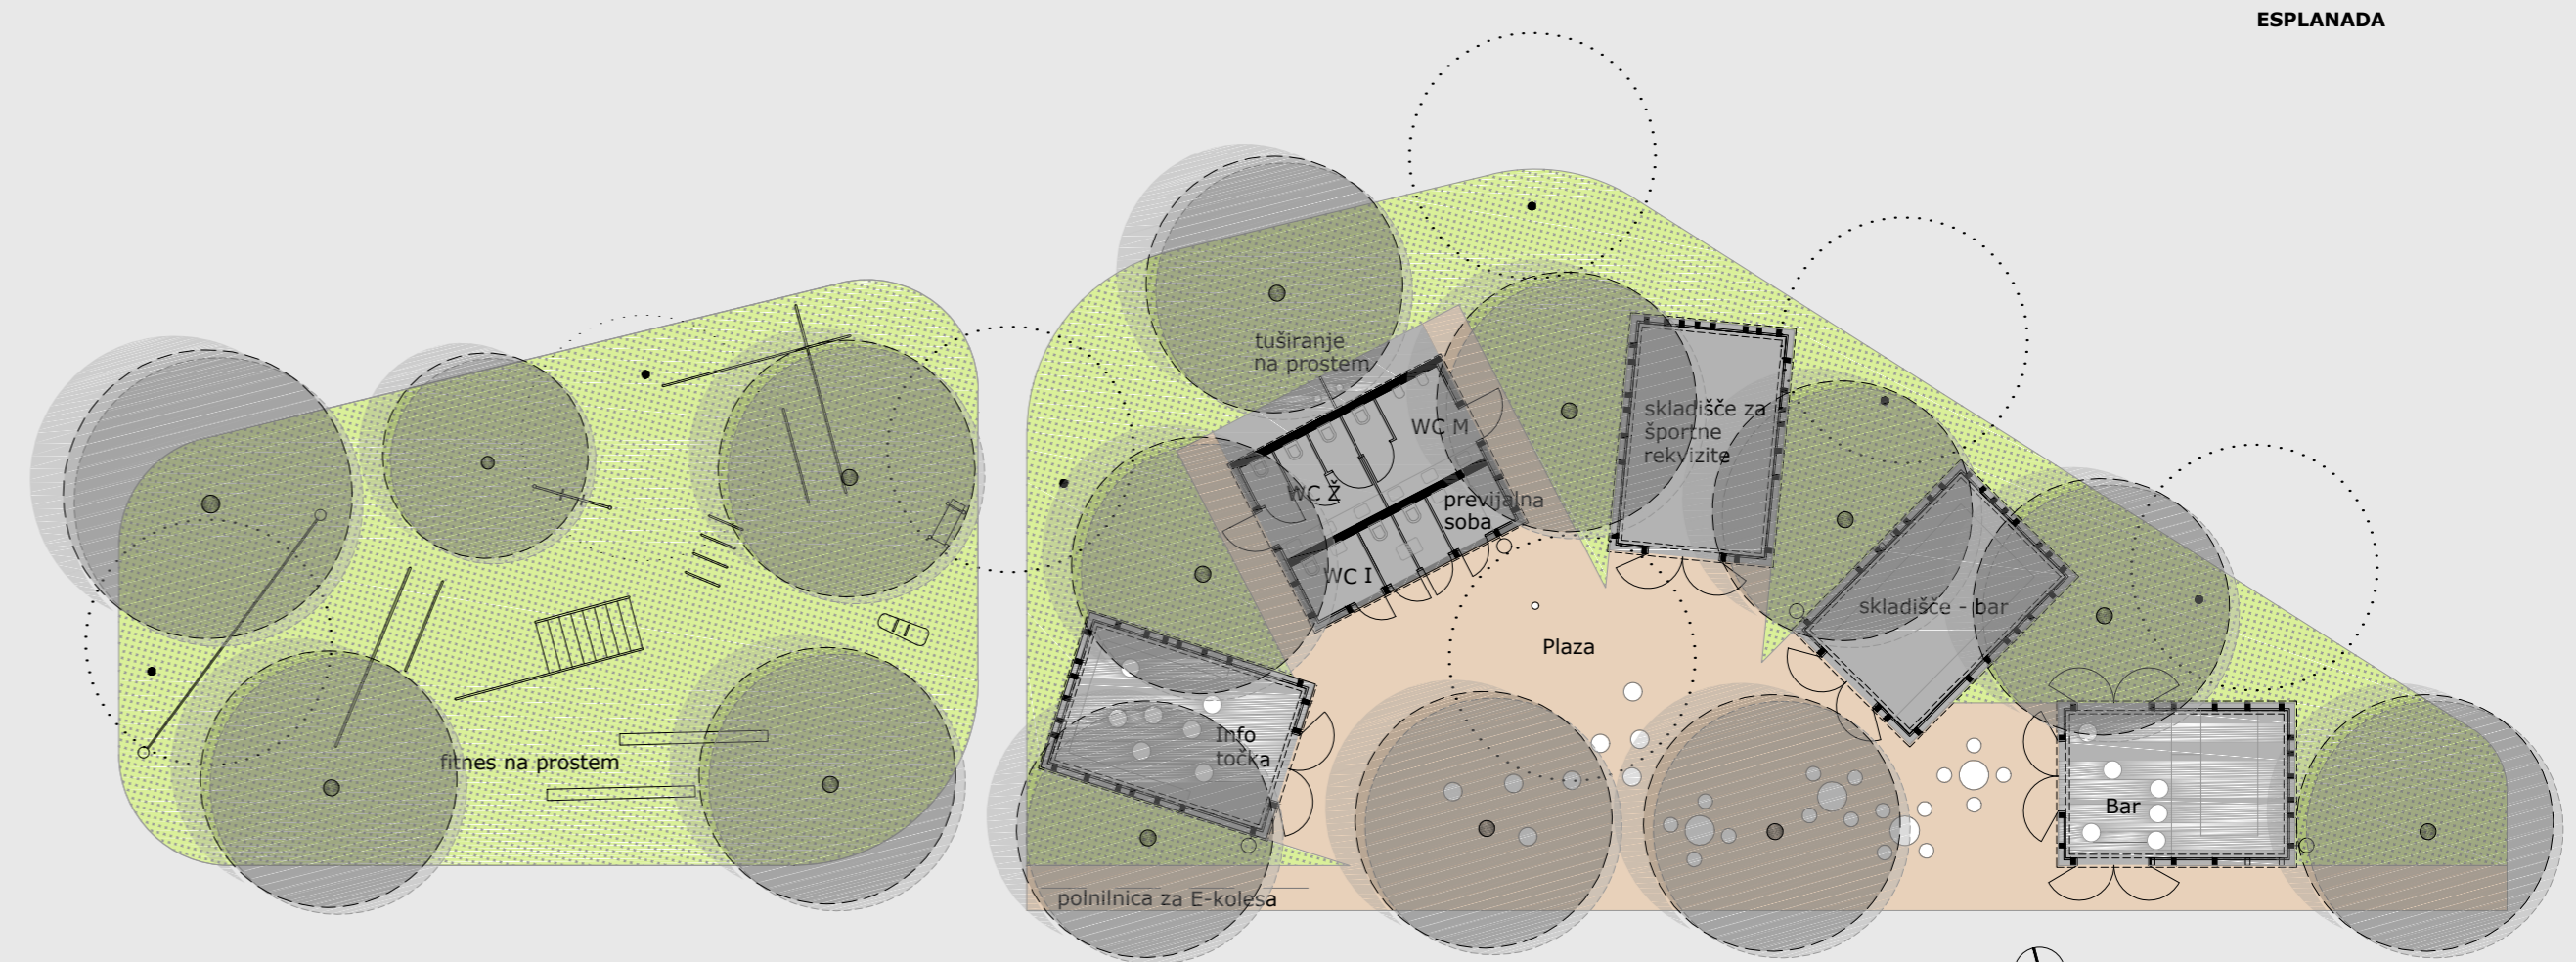 ESPLANADA
tuširanje
na prostem
WC M
skladišče za
športne
rekvizite
WC Ž
previjalna
soba
WC I
skladišče - bar
Plaza
Info
točka
fitnes na prostem
Bar
polnilnica za E-kolesa